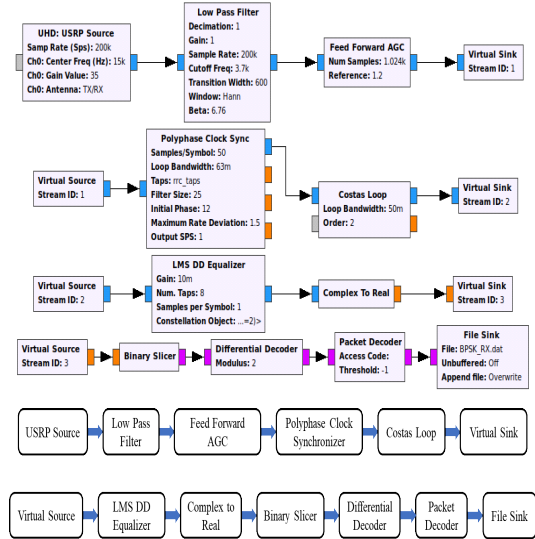 UHD: USRP Source
Samp Rate (Sps): 200k
Ch0: Center Freq (Hz): 15k
Ch0: Gain Value: 35
Ch0: Antenna: TX/RX
Low Pass Filter
Decimation: 1
Gain: 1
Sample Rate: 200k
Cutoff Freq: 3.7k
Transition Width: 600
Window: Hann
Beta: 6.76
Feed Forward AGC
Num Samples: 1.024k
Reference: 1.2
Virtual Sink
Stream ID: 1
Virtual Source
Stream ID: 1
Polyphase Clock Sync
Samples/Symbol: 50
Loop Bandwidth: 63m
Taps: rrc_taps
Filter Size: 25
Initial Phase: 12
Maximum Rate Deviation: 1.5
Output SPS: 1
Costas Loop
Loop Bandwidth: 50m
Order: 2
Virtual Sink
Stream ID: 2
Virtual Source
Stream ID: 2
LMS DD Equalizer
Gain: 10m
Num. Taps: 8
Samples per Symbol: 1
Constellation Object: ...=2)>
Complex To Real
Virtual Sink
Stream ID: 3
Virtual Source
Stream ID: 3
Binary Slicer
Differential Decoder
Modulus: 2
Packet Decoder
Access Code:
Threshold: -1
File Sink
File: BPSK_RX.dat
Unbuffered: Off
Append file: Overwrite
USRP Source
Low Pass
Filter
Feed Forward
AGC
Polyphase Clock
Synchronizer
Costas Loop
Virtual Sink
Virtual Source
LMS DD
Equalizer
Complex to
Real
Binary Slicer
Differential
Decoder
Packet
Decoder
File Sink